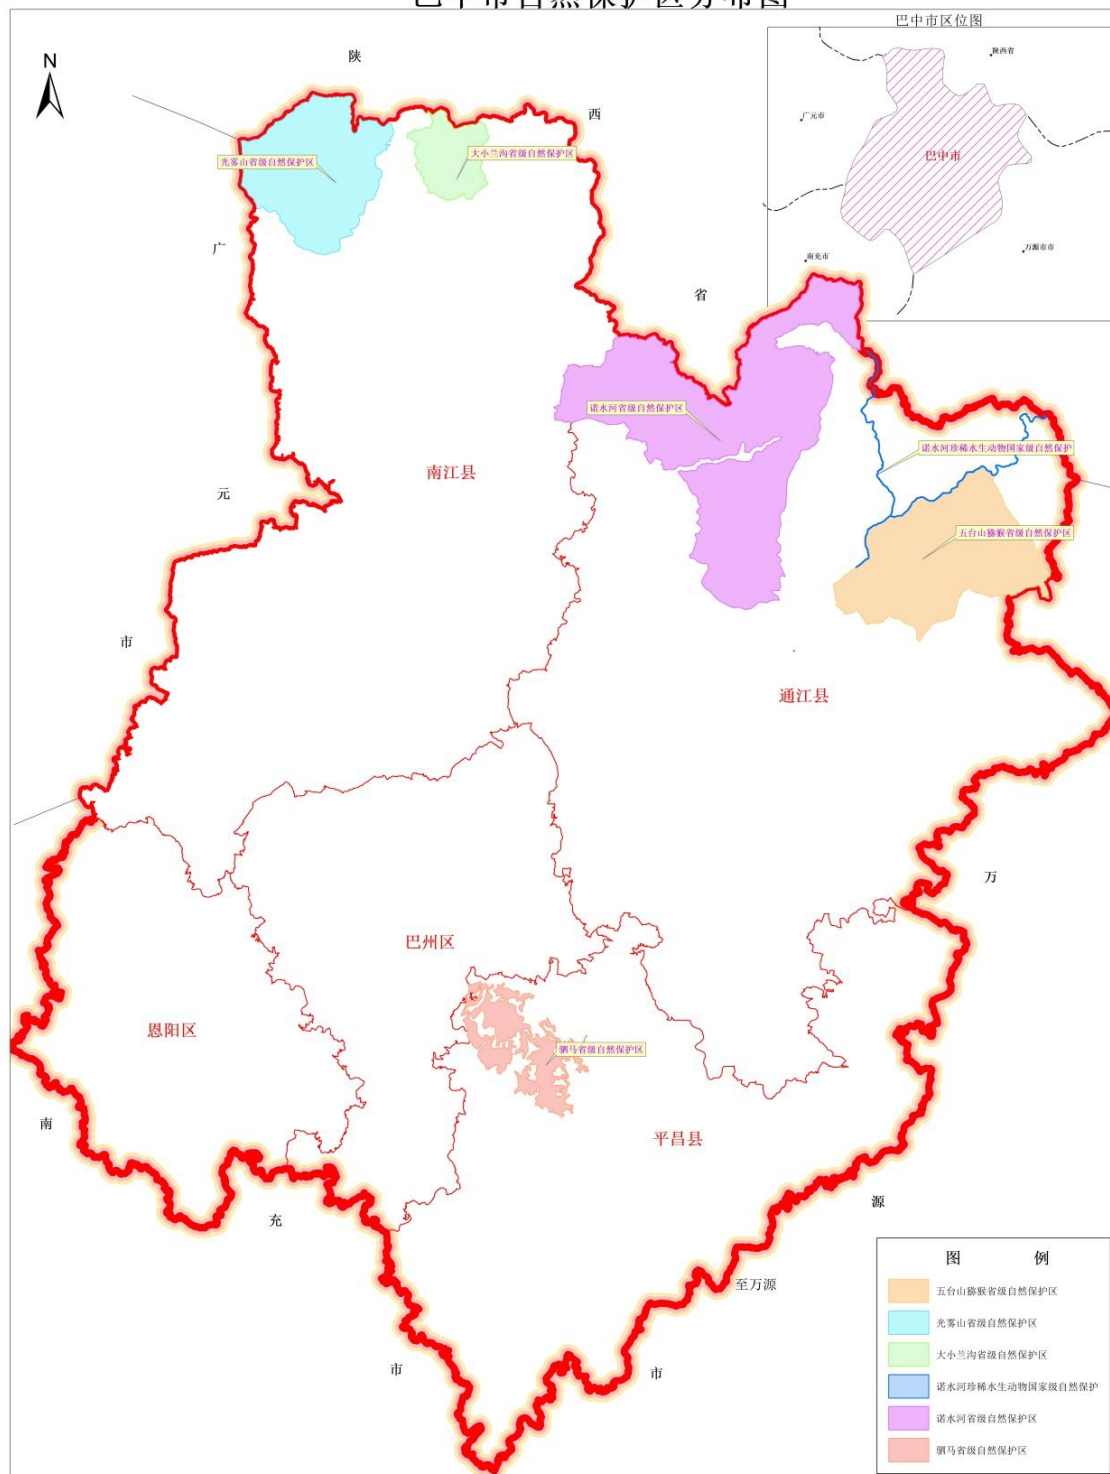 巴中市自然保护区分布图
巴中市区位图
陕西省
广元市
巴中市
万源市市
南充市
N
陕
西
省
光雾山省级自然保护区
大小兰沟省级自然保护区
广
元
市
诺水河省级自然保护区
诺水河珍稀水生动物国家级自然保护
五台山猕猴省级自然保护区
南江县
通江县
巴州区
恩阳区
驷马省级自然保护区
平昌县
万
源
市
至万源
南
充
市
图 例
五台山猕猴省级自然保护区
光雾山省级自然保护区
大小兰沟省级自然保护区
诺水河珍稀水生动物国家级自然保护
诺水河省级自然保护区
驷马省级自然保护区